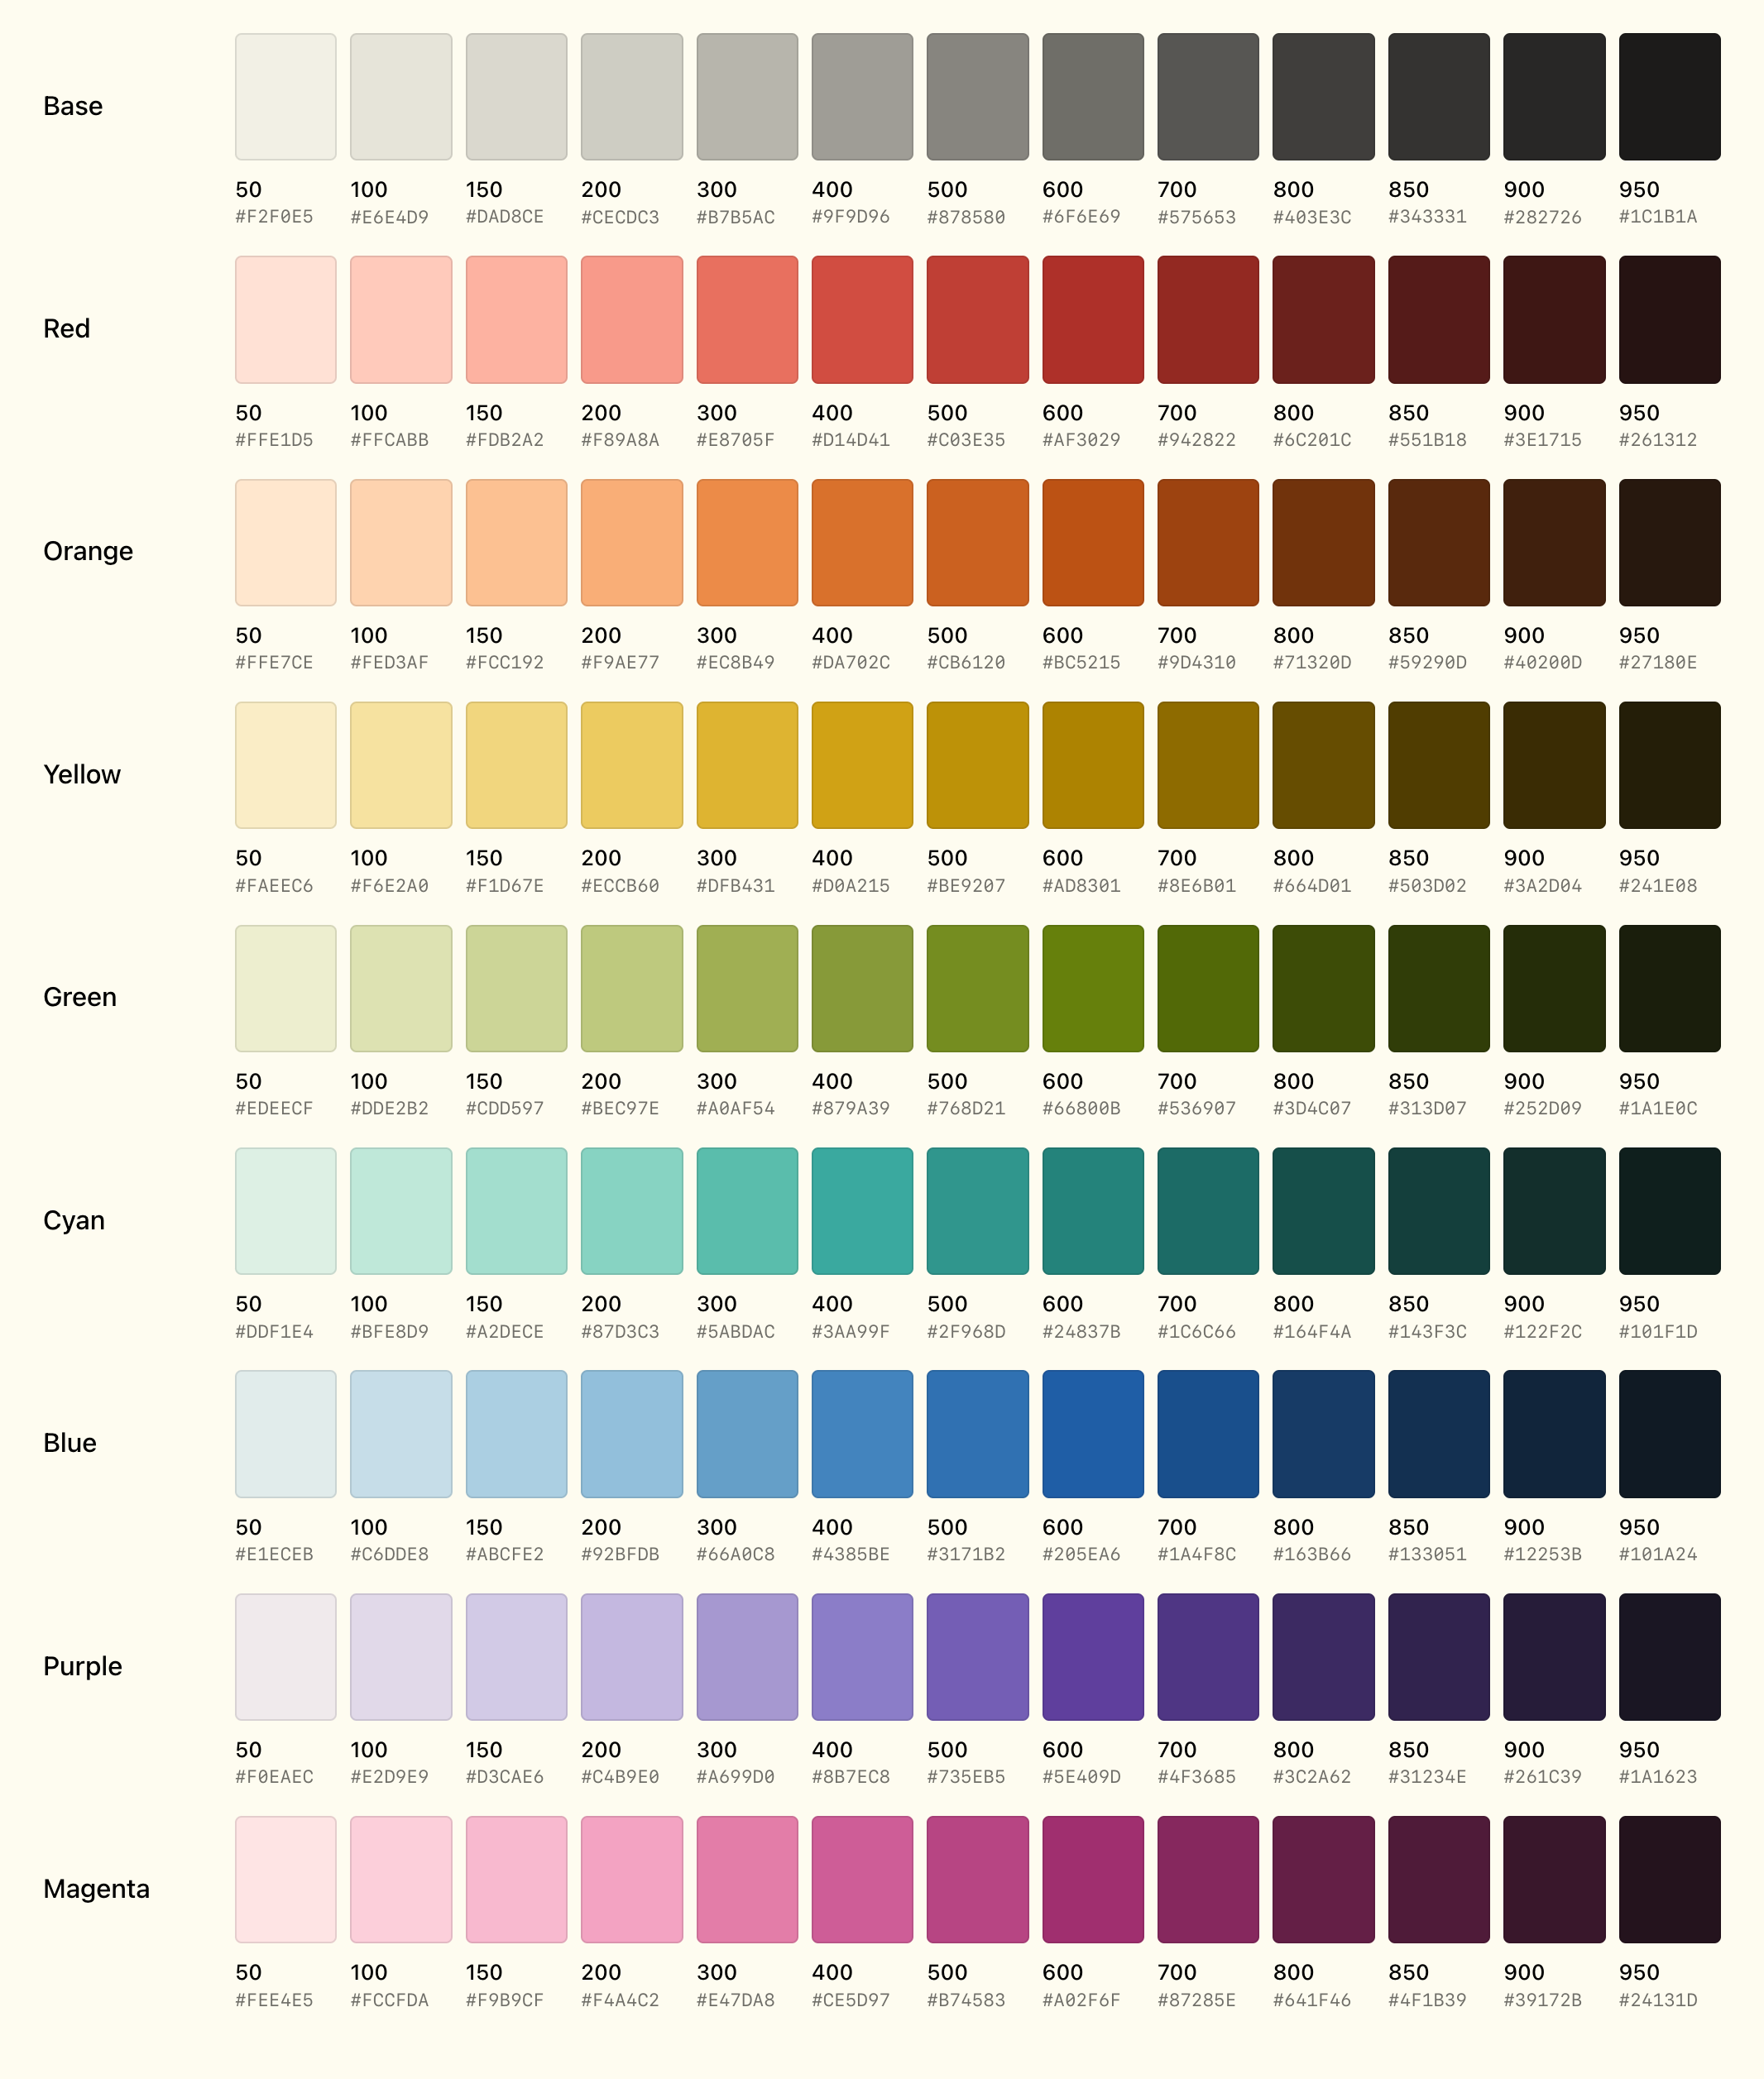 Base
50 100 150 200 300 400 500 600 700 800 850 900 950
#F2F0E5 #E6E4D9 #DAD8CE #CECDC3 #B7B5AC #9F9D96 #878580 #6F6E69 #575653 #403E3C #343331 #282726 #1C1B1A
Red
50 100 150 200 300 400 500 600 700 800 850 900 950
#FFE1D5 #FFCABB #FDB2A2 #F89A8A #E8705F #D14D41 #C03E35 #AF3029 #942822 #6C201C #551B18 #3E1715 #261312
Orange
50 100 150 200 300 400 500 600 700 800 850 900 950
#FFE7CE #FED3AF #FCC192 #F9AE77 #EC8B49 #DA702C #CB6120 #BC5215 #9D4310 #71320D #59290D #40200D #27180E
Yellow
50 100 150 200 300 400 500 600 700 800 850 900 950
#FAEEC6 #F6E2A0 #F1D67E #ECCB60 #DFB431 #D0A215 #BE9207 #AD8301 #8E6B01 #664D01 #503D02 #3A2D04 #241E08
Green
50 100 150 200 300 400 500 600 700 800 850 900 950
#EDEECF #DDE2B2 #CDD597 #BEC97E #A0AF54 #879A39 #768D21 #66800B #536907 #3D4C07 #313D07 #252D09 #1A1E0C
Cyan
50 100 150 200 300 400 500 600 700 800 850 900 950
#DDF1E4 #BFE8D9 #A2DECE #87D3C3 #5ABDAC #3AA99F #2F968D #24837B #1C6C66 #164F4A #143F3C #122F2C #101F1D
Blue
50 100 150 200 300 400 500 600 700 800 850 900 950
#E1ECEB #C6DDE8 #ABCFE2 #92BFDB #66A0C8 #4385BE #3171B2 #205EA6 #1A4F8C #163B66 #133051 #12253B #101A24
Purple
50 100 150 200 300 400 500 600 700 800 850 900 950
#F0EAEC #E2D9E9 #D3CAE6 #C4B9E0 #A699D0 #8B7EC8 #735EB5 #5E409D #4F3685 #3C2A62 #31234E #261C39 #1A1623
Magenta
50 100 150 200 300 400 500 600 700 800 850 900 950
#FEE4E5 #FCCFDA #F9B9CF #F4A4C2 #E47DA8 #CE5D97 #B74583 #A02F6F #87285E #641F46 #4F1B39 #39172B #24131D